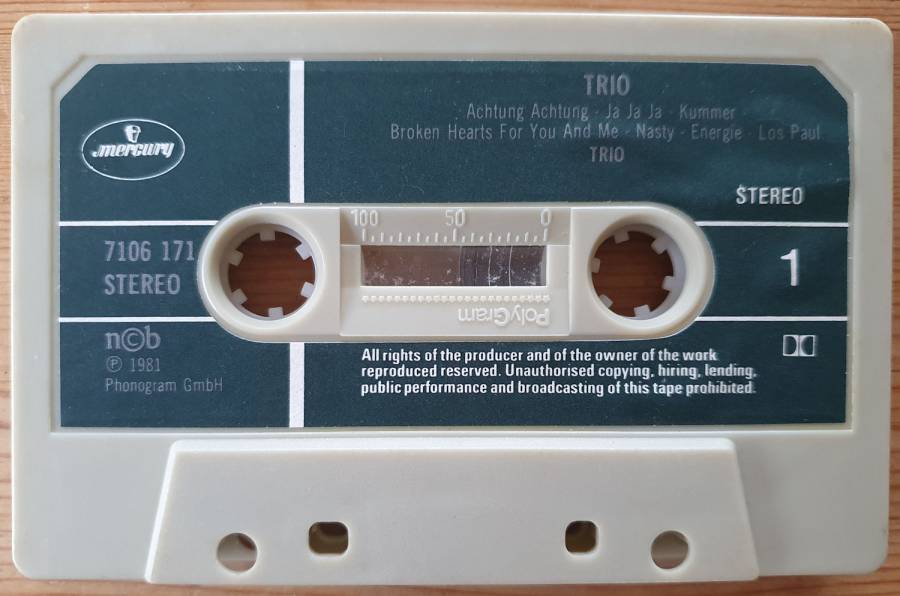 mercury
TRIO
Achtung Achtung · Ja Ja Ja · Kummer
Broken Hearts For You And Me · Nasty · Energie · Los Paul
TRIO
STEREO
7106 171
STEREO
100 50 0
PolyGram
1
n©b
℗ 1981
Phonogram GmbH
All rights of the producer and of the owner of the work
reproduced reserved. Unauthorised copying, hiring, lending,
public performance and broadcasting of this tape prohibited.